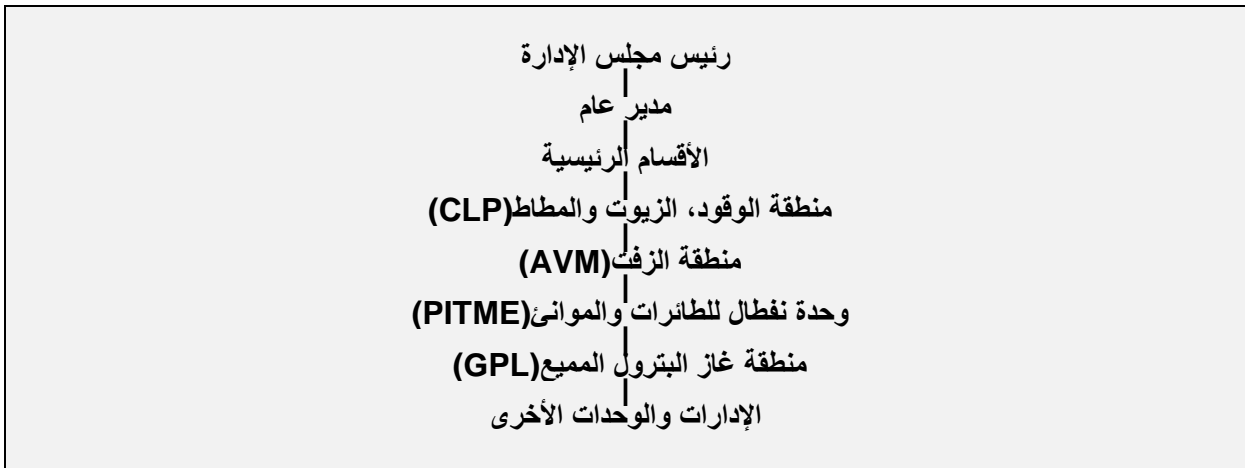 رئيس مجلس الإدارة
مدير عام
الأقسام الرئيسية
منطقة الوقود، الزيوت والمطاط(CLP)
منطقة الزفت(AVM)
وحدة نفطال للطائرات والموانئ(PITME)
منطقة غاز البترول المميع(GPL)
الإدارات والوحدات الأخرى